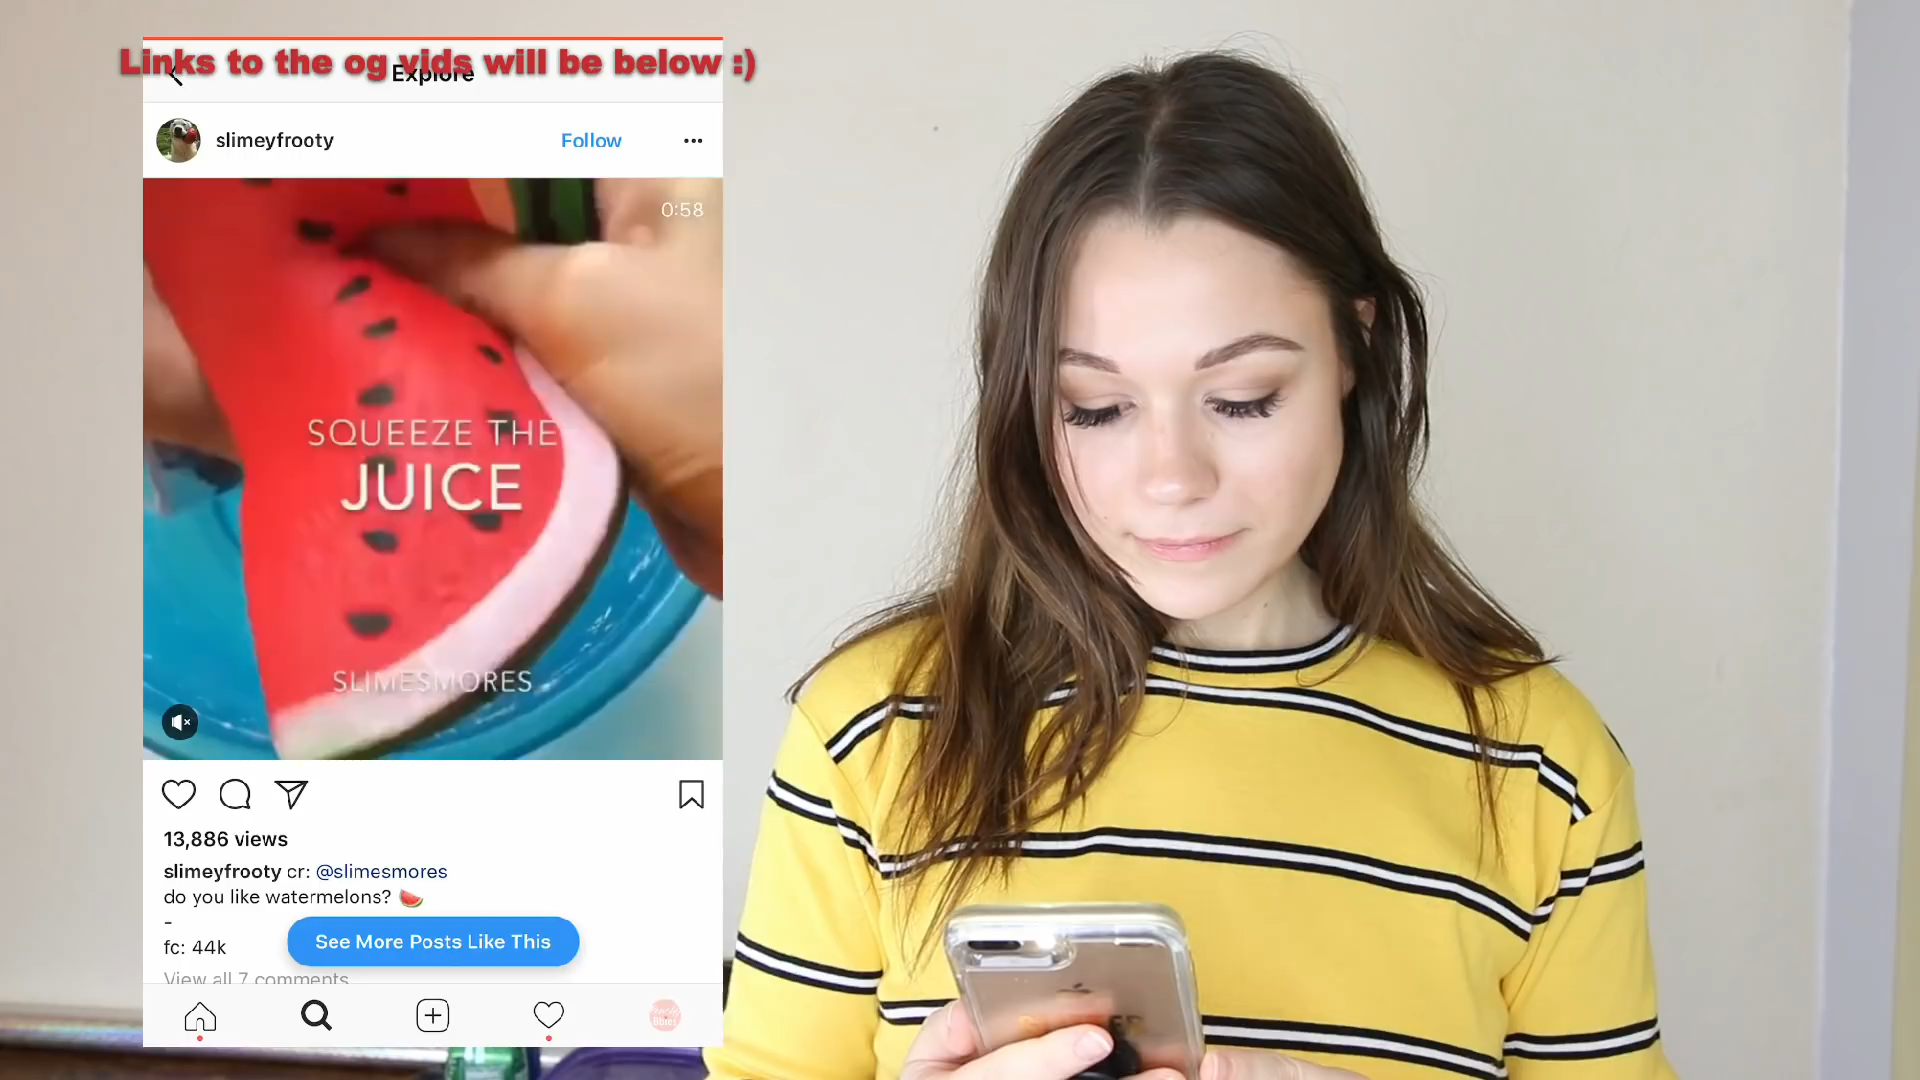 Links to the og vids will be below :)
Explore
slimeyfrooty
Follow
0:58
SQUEEZE THE
JUICE
SLIMESMORES
13,886 views
slimeyfrooty cr: @slimesmores
do you like watermelons? 🍉
-
fc: 44k
See More Posts Like This
View all 7 comments